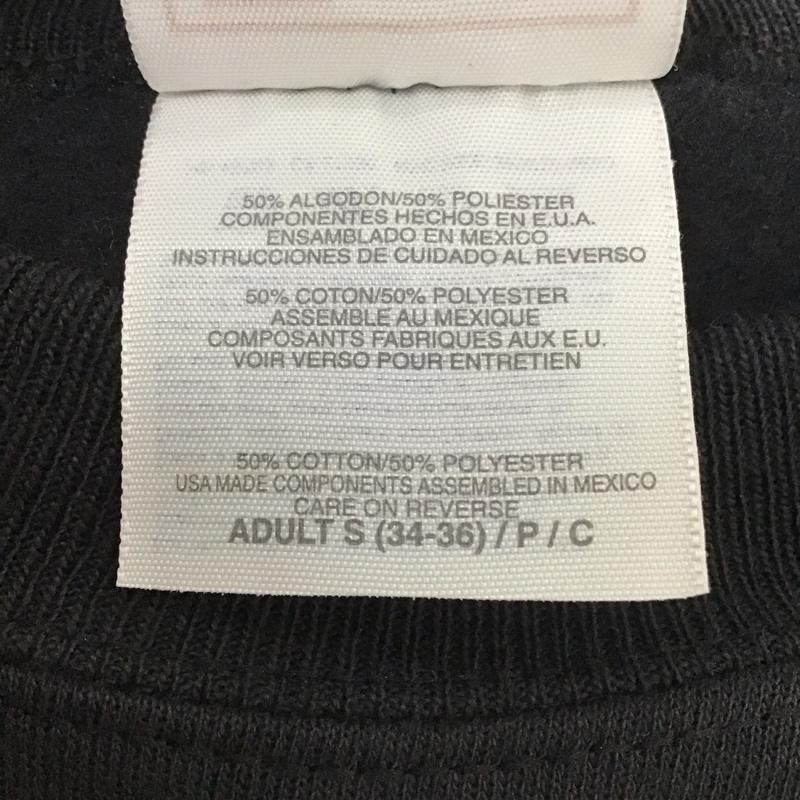 50% ALGODON/50% POLIESTER
COMPONENTES HECHOS EN E.U.A.
ENSAMBLADO EN MEXICO
INSTRUCCIONES DE CUIDADO AL REVERSO
50% COTON/50% POLYESTER
ASSEMBLE AU MEXIQUE
COMPOSANTS FABRIQUES AUX E.U.
VOIR VERSO POUR ENTRETIEN
50% COTTON/50% POLYESTER
USA MADE COMPONENTS ASSEMBLED IN MEXICO
CARE ON REVERSE
ADULT S (34-36) / P / C